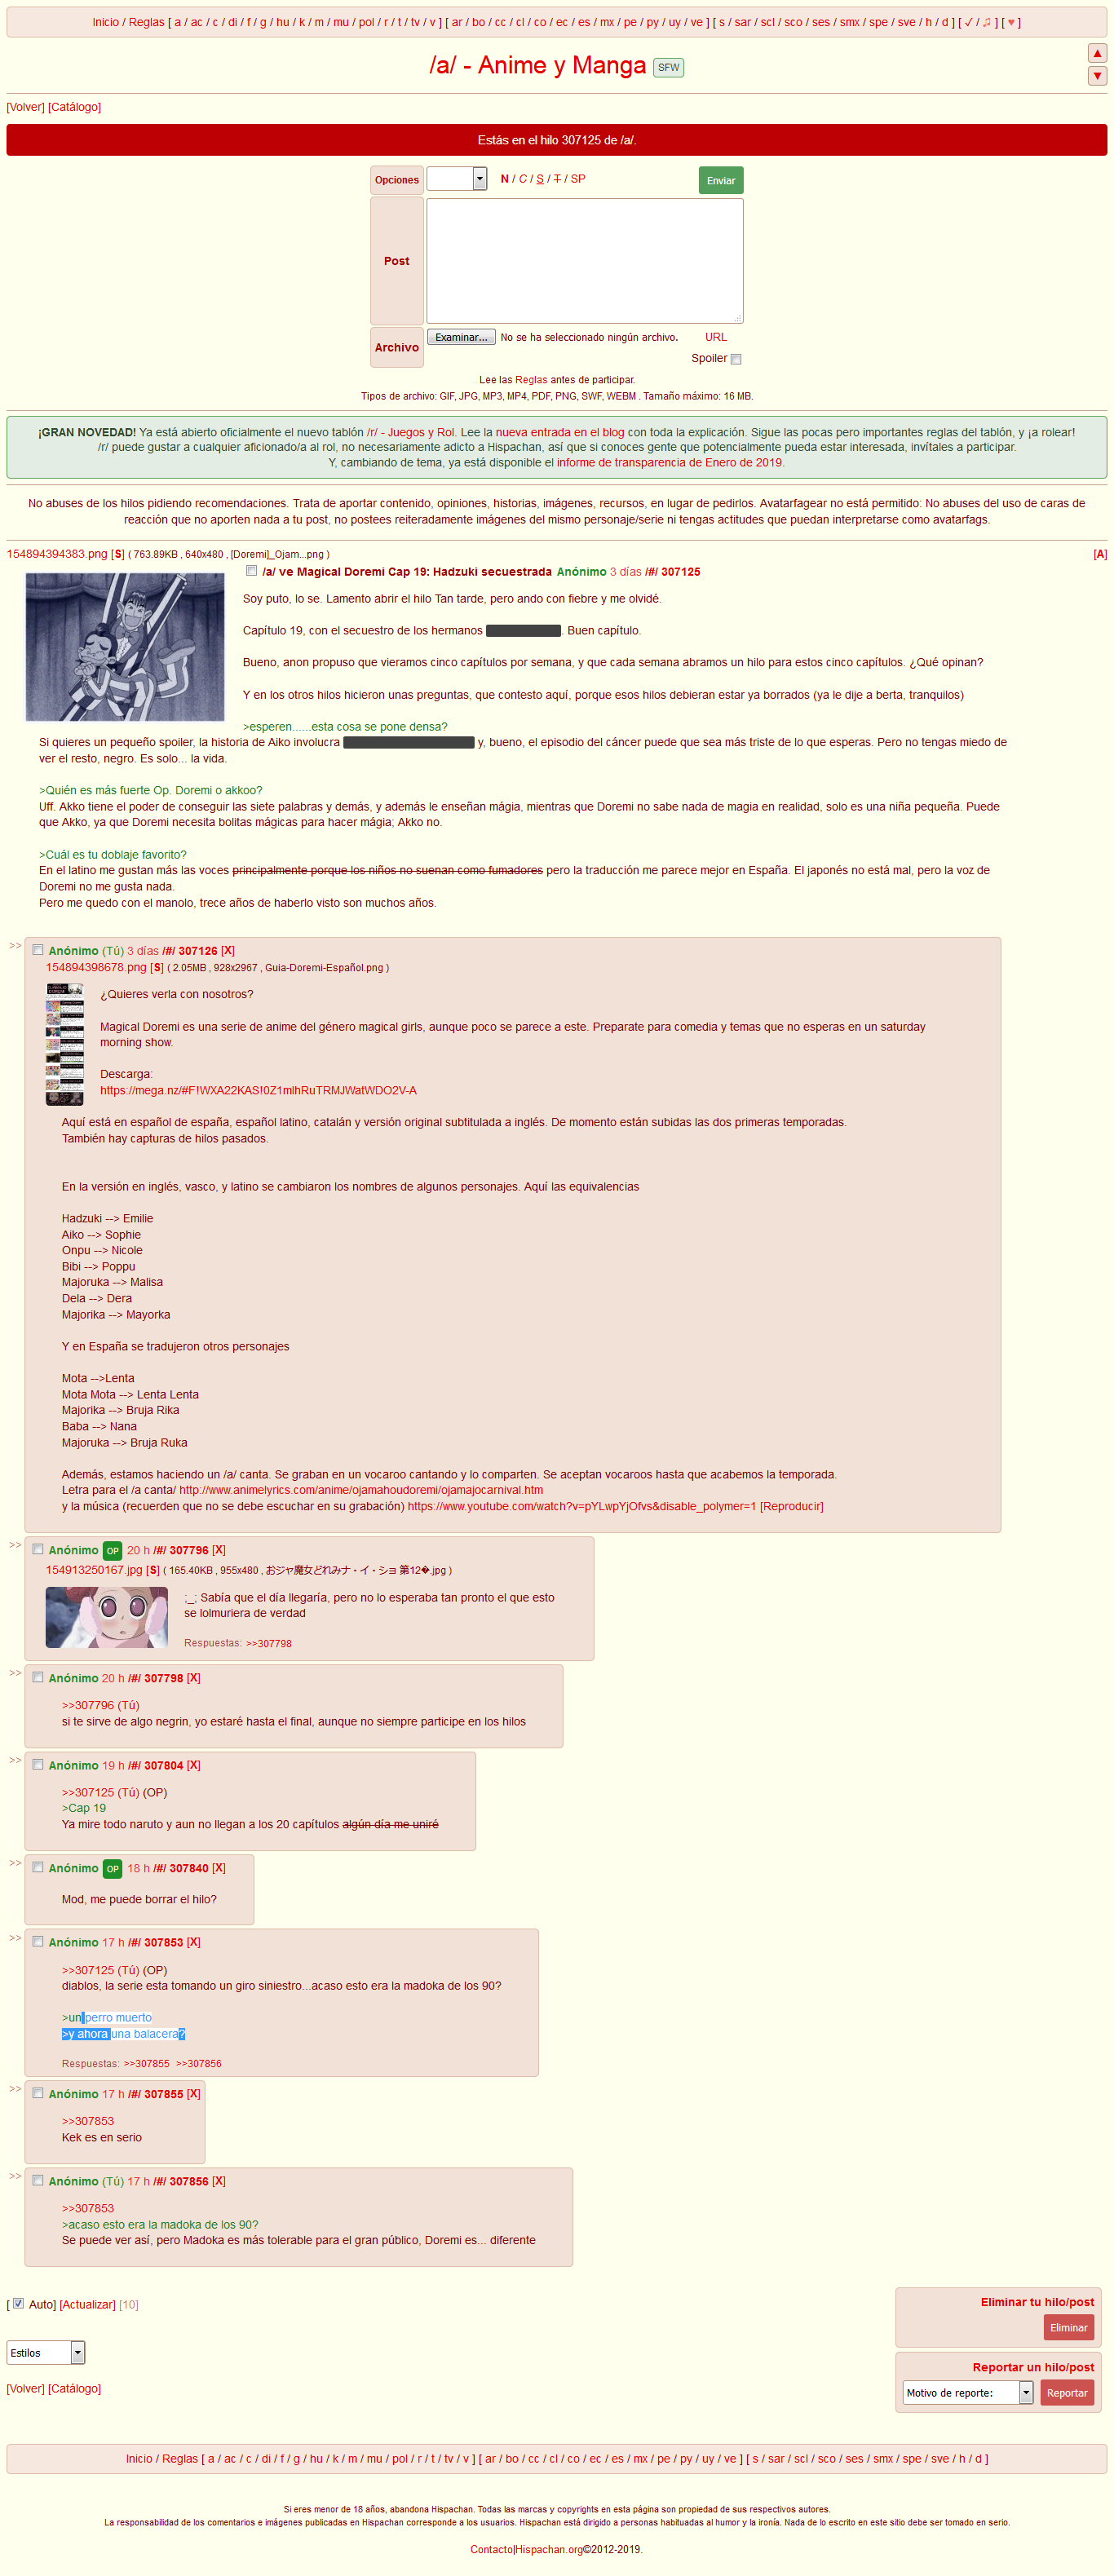 Inicio / Reglas [ a / ac / c / di / f / g / hu / k / m / mu / pol / r / t / tv / v ] [ ar / bo / cc / cl / co / ec / es / mx / pe / py / uy / ve ] [ s / sar / scl / sco / ses / smx / spe / sve / h / d ] [ ✓ / ♫ ] [ ♥ ]
/a/ - Anime y Manga SFW
▲
▼
[Volver] [Catálogo]
Estás en el hilo 307125 de /a/.
Opciones N / C / S / T / SP Enviar
Post
Archivo Examinar... No se ha seleccionado ningún archivo. URL
Spoiler
Lee las Reglas antes de participar.
Tipos de archivo: GIF, JPG, MP3, MP4, PDF, PNG, SWF, WEBM . Tamaño máximo: 16 MB.
¡GRAN NOVEDAD! Ya está abierto oficialmente el nuevo tablón /r/ - Juegos y Rol. Lee la nueva entrada en el blog con toda la explicación. Sigue las pocas pero importantes reglas del tablón, y ¡a rolear!
/r/ puede gustar a cualquier aficionado/a al rol, no necesariamente adicto a Hispachan, así que si conoces gente que potencialmente pueda estar interesada, invítales a participar.
Y, cambiando de tema, ya está disponible el informe de transparencia de Enero de 2019.
No abuses de los hilos pidiendo recomendaciones. Trata de aportar contenido, opiniones, historias, imágenes, recursos, en lugar de pedirlos. Avatarfagear no está permitido: No abuses del uso de caras de
reacción que no aporten nada a tu post, no postees reiteradamente imágenes del mismo personaje/serie ni tengas actitudes que puedan interpretarse como avatarfags.
154894394383.png [S] ( 763.89KB , 640x480 , [Doremi]_Ojam...png ) [A]
/a/ ve Magical Doremi Cap 19: Hadzuki secuestrada Anónimo 3 días /#/ 307125
Soy puto, lo se. Lamento abrir el hilo Tan tarde, pero ando con fiebre y me olvidé.
Capítulo 19, con el secuestro de los hermanos . Buen capítulo.
Bueno, anon propuso que vieramos cinco capítulos por semana, y que cada semana abramos un hilo para estos cinco capítulos. ¿Qué opinan?
Y en los otros hilos hicieron unas preguntas, que contesto aquí, porque esos hilos debieran estar ya borrados (ya le dije a berta, tranquilos)
>esperen......esta cosa se pone densa?
Si quieres un pequeño spoiler, la historia de Aiko involucra y, bueno, el episodio del cáncer puede que sea más triste de lo que esperas. Pero no tengas miedo de
ver el resto, negro. Es solo... la vida.
>Quién es más fuerte Op. Doremi o akkoo?
Uff. Akko tiene el poder de conseguir las siete palabras y demás, y además le enseñan mágia, mientras que Doremi no sabe nada de magia en realidad, solo es una niña pequeña. Puede
que Akko, ya que Doremi necesita bolitas mágicas para hacer mágia; Akko no.
>Cuál es tu doblaje favorito?
En el latino me gustan más las voces principalmente porque los niños no suenan como fumadores pero la traducción me parece mejor en España. El japonés no está mal, pero la voz de
Doremi no me gusta nada.
Pero me quedo con el manolo, trece años de haberlo visto son muchos años.
>> Anónimo (Tú) 3 días /#/ 307126 [X]
154894398678.png [S] ( 2.05MB , 928x2967 , Guia-Doremi-Español.png )
¿Quieres verla con nosotros?
Magical Doremi es una serie de anime del género magical girls, aunque poco se parece a este. Preparate para comedia y temas que no esperas en un saturday
morning show.
Descarga:
https://mega.nz/#F!WXA22KAS!0Z1mlhRuTRMJWatWDO2V-A
Aquí está en español de españa, español latino, catalán y versión original subtitulada a inglés. De momento están subidas las dos primeras temporadas.
También hay capturas de hilos pasados.
En la versión en inglés, vasco, y latino se cambiaron los nombres de algunos personajes. Aquí las equivalencias
Hadzuki --> Emilie
Aiko --> Sophie
Onpu --> Nicole
Bibi --> Poppu
Majoruka --> Malisa
Dela --> Dera
Majorika --> Mayorka
Y en España se tradujeron otros personajes
Mota -->Lenta
Mota Mota --> Lenta Lenta
Majorika --> Bruja Rika
Baba --> Nana
Majoruka --> Bruja Ruka
Además, estamos haciendo un /a/ canta. Se graban en un vocaroo cantando y lo comparten. Se aceptan vocaroos hasta que acabemos la temporada.
Letra para el /a canta/ http://www.animelyrics.com/anime/ojamahoudoremi/ojamajocarnival.htm
y la música (recuerden que no se debe escuchar en su grabación) https://www.youtube.com/watch?v=pYLwpYjOfvs&disable_polymer=1 [Reproducir]
>> Anónimo OP 20 h /#/ 307796 [X]
154913250167.jpg [S] ( 165.40KB , 955x480 , おジャ魔女どれみナ・イ・ショ 第12�.jpg )
;_; Sabía que el día llegaría, pero no lo esperaba tan pronto el que esto
se lolmuriera de verdad
Respuestas: >>307798
>> Anónimo 20 h /#/ 307798 [X]
>>307796 (Tú)
si te sirve de algo negrin, yo estaré hasta el final, aunque no siempre participe en los hilos
>> Anónimo 19 h /#/ 307804 [X]
>>307125 (Tú) (OP)
>Cap 19
Ya mire todo naruto y aun no llegan a los 20 capítulos algún día me uniré
>> Anónimo OP 18 h /#/ 307840 [X]
Mod, me puede borrar el hilo?
>> Anónimo 17 h /#/ 307853 [X]
>>307125 (Tú) (OP)
diablos, la serie esta tomando un giro siniestro...acaso esto era la madoka de los 90?
>un perro muerto
>y ahora una balacera?
Respuestas: >>307855 >>307856
>> Anónimo 17 h /#/ 307855 [X]
>>307853
Kek es en serio
>> Anónimo (Tú) 17 h /#/ 307856 [X]
>>307853
>acaso esto era la madoka de los 90?
Se puede ver así, pero Madoka es más tolerable para el gran público, Doremi es... diferente
[ Auto] [Actualizar] [10]
Eliminar tu hilo/post
Eliminar
Estilos
Reportar un hilo/post
Motivo de reporte: Reportar
[Volver] [Catálogo]
Inicio / Reglas [ a / ac / c / di / f / g / hu / k / m / mu / pol / r / t / tv / v ] [ ar / bo / cc / cl / co / ec / es / mx / pe / py / uy / ve ] [ s / sar / scl / sco / ses / smx / spe / sve / h / d ]
Si eres menor de 18 años, abandona Hispachan. Todas las marcas y copyrights en esta página son propiedad de sus respectivos autores.
La responsabilidad de los comentarios e imágenes publicadas en Hispachan corresponde a los usuarios. Hispachan está dirigido a personas habituadas al humor y la ironía. Nada de lo escrito en este sitio debe ser tomado en serio.
Contacto|Hispachan.org©2012-2019.